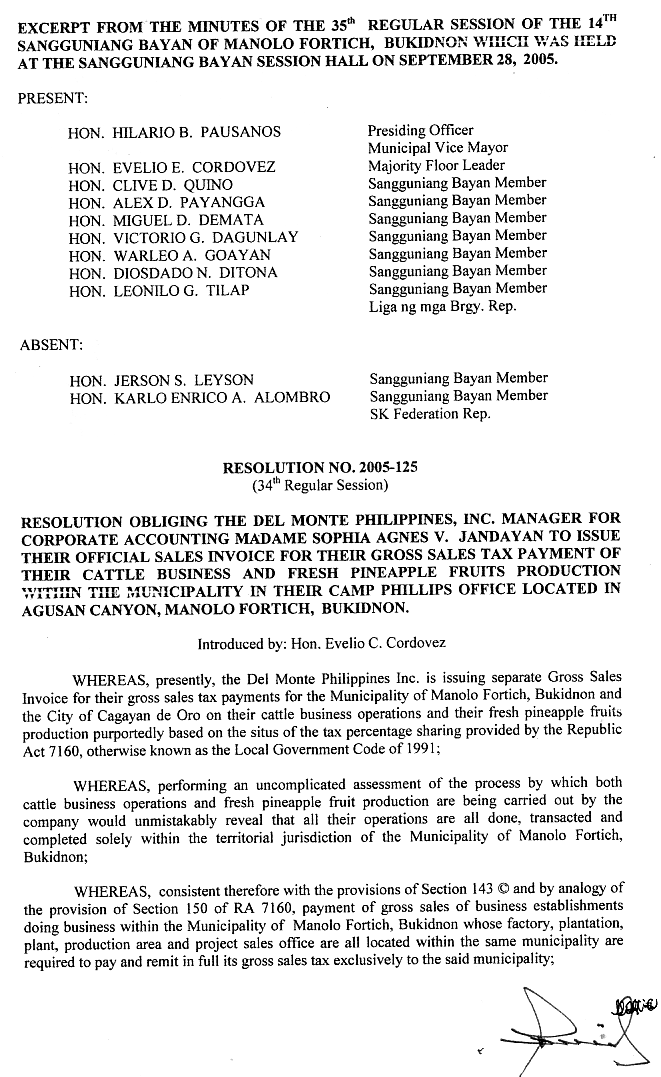 EXCERPT FROM THE MINUTES OF THE 35th REGULAR SESSION OF THE 14TH
SANGGUNIANG BAYAN OF MANOLO FORTICH, BUKIDNON WHICH WAS HELD
AT THE SANGGUNIANG BAYAN SESSION HALL ON SEPTEMBER 28, 2005.
PRESENT:
HON. HILARIO B. PAUSANOS Presiding Officer
Municipal Vice Mayor
HON. EVELIO E. CORDOVEZ Majority Floor Leader
HON. CLIVE D. QUINO Sangguniang Bayan Member
HON. ALEX D. PAYANGGA Sangguniang Bayan Member
HON. MIGUEL D. DEMATA Sangguniang Bayan Member
HON. VICTORIO G. DAGUNLAY Sangguniang Bayan Member
HON. WARLEO A. GOAYAN Sangguniang Bayan Member
HON. DIOSDADO N. DITONA Sangguniang Bayan Member
HON. LEONILO G. TILAP Sangguniang Bayan Member
Liga ng mga Brgy. Rep.
ABSENT:
HON. JERSON S. LEYSON Sangguniang Bayan Member
HON. KARLO ENRICO A. ALOMBRO Sangguniang Bayan Member
SK Federation Rep.
RESOLUTION NO. 2005-125
(34th Regular Session)
RESOLUTION OBLIGING THE DEL MONTE PHILIPPINES, INC. MANAGER FOR
CORPORATE ACCOUNTING MADAME SOPHIA AGNES V. JANDAYAN TO ISSUE
THEIR OFFICIAL SALES INVOICE FOR THEIR GROSS SALES TAX PAYMENT OF
THEIR CATTLE BUSINESS AND FRESH PINEAPPLE FRUITS PRODUCTION
WITHIN THE MUNICIPALITY IN THEIR CAMP PHILLIPS OFFICE LOCATED IN
AGUSAN CANYON, MANOLO FORTICH, BUKIDNON.
Introduced by: Hon. Evelio C. Cordovez
WHEREAS, presently, the Del Monte Philippines Inc. is issuing separate Gross Sales
Invoice for their gross sales tax payments for the Municipality of Manolo Fortich, Bukidnon and
the City of Cagayan de Oro on their cattle business operations and their fresh pineapple fruits
production purportedly based on the situs of the tax percentage sharing provided by the Republic
Act 7160, otherwise known as the Local Government Code of 1991;
WHEREAS, performing an uncomplicated assessment of the process by which both
cattle business operations and fresh pineapple fruit production are being carried out by the
company would unmistakably reveal that all their operations are all done, transacted and
completed solely within the territorial jurisdiction of the Municipality of Manolo Fortich,
Bukidnon;
WHEREAS, consistent therefore with the provisions of Section 143 © and by analogy of
the provision of Section 150 of RA 7160, payment of gross sales of business establishments
doing business within the Municipality of Manolo Fortich, Bukidnon whose factory, plantation,
plant, production area and project sales office are all located within the same municipality are
required to pay and remit in full its gross sales tax exclusively to the said municipality;